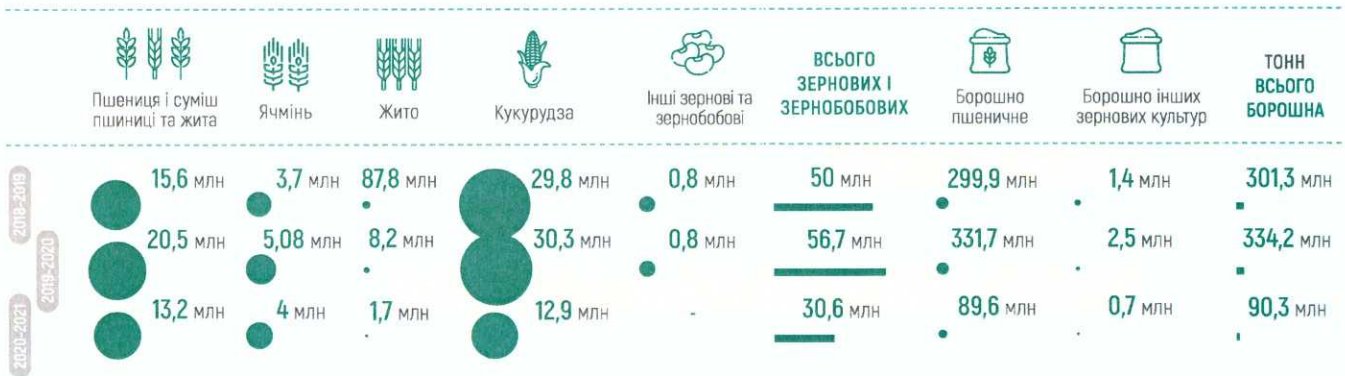 Пшениця і суміш
пшиниці та жита
Ячмінь
Жито
Кукурудза
Інші зернові та
зернобобові
ВСЬОГО
ЗЕРНОВИХ І
ЗЕРНОБОБОВИХ
Борошно
пшеничне
Борошно інших
зернових культур
ТОНН
ВСЬОГО
БОРОШНА
2018-2019
15,6 млн
3,7 млн
87,8 млн
29,8 млн
0,8 млн
50 млн
299,9 млн
1,4 млн
301,3 млн
2019-2020
20,5 млн
5,08 млн
8,2 млн
30,3 млн
0,8 млн
56,7 млн
331,7 млн
2,5 млн
334,2 млн
2020-2021
13,2 млн
4 млн
1,7 млн
12,9 млн
-
30,6 млн
89,6 млн
0,7 млн
90,3 млн